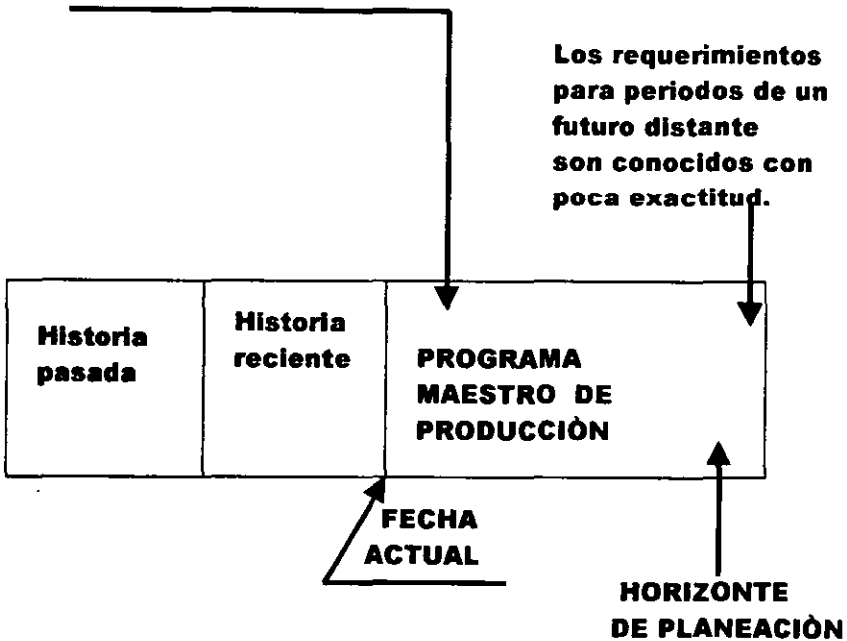 Los requerimientos
para periodos de un
futuro distante
son conocidos con
poca exactitud.
Historia
pasada
Historia
reciente
PROGRAMA
MAESTRO DE
PRODUCCIÒN
FECHA
ACTUAL
HORIZONTE
DE PLANEACIÒN